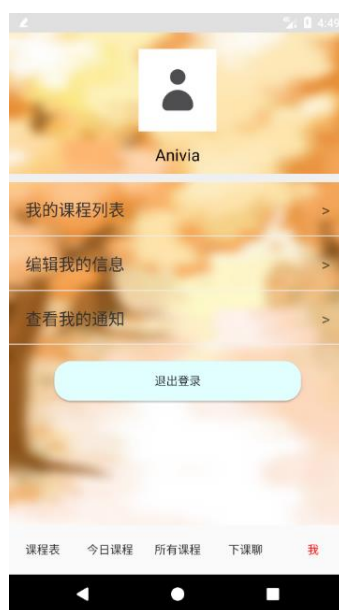 4:49
Anivia
我的课程列表 >
编辑我的信息 >
查看我的通知 >
退出登录
课程表 今日课程 所有课程 下课聊 我